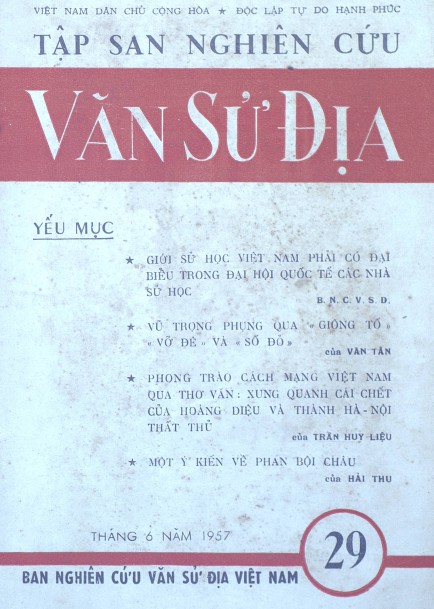 VIỆT NAM DÂN CHỦ CỘNG HÒA ★ ĐỘC LẬP TỰ DO HẠNH PHÚC
TẬP SAN NGHIÊN CỨU
VĂN SỬ ĐỊA
YẾU MỤC
★ GIỚI SỬ HỌC VIỆT NAM PHẢI CÓ ĐẠI
BIỂU TRONG ĐẠI HỘI QUỐC TẾ CÁC NHÀ
SỬ HỌC
B. N. C. V. S. D.
★ VŨ TRỌNG PHỤNG QUA « GIÔNG TỐ »
« VỠ ĐÊ » VÀ « SỐ ĐỎ »
của VĂN TÂN
★ PHONG TRÀO CÁCH MẠNG VIỆT NAM
QUA THƠ VĂN : XUNG QUANH CÁI CHẾT
CỦA HOÀNG DIỆU VÀ THÀNH HÀ-NỘI
THẤT THỦ
của TRẦN HUY LIỆU
★ MỘT Ý KIẾN VỀ PHAN BỘI CHÂU
của HẢI THU
THÁNG 6 NĂM 1957
29
BAN NGHIÊN CỨU VĂN SỬ ĐỊA VIỆT NAM